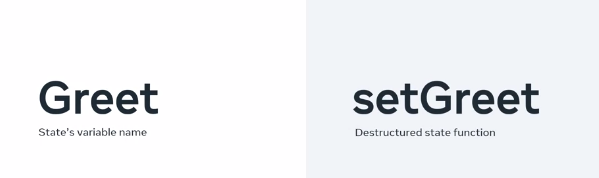 Greet
State's variable name
setGreet
Destructured state function